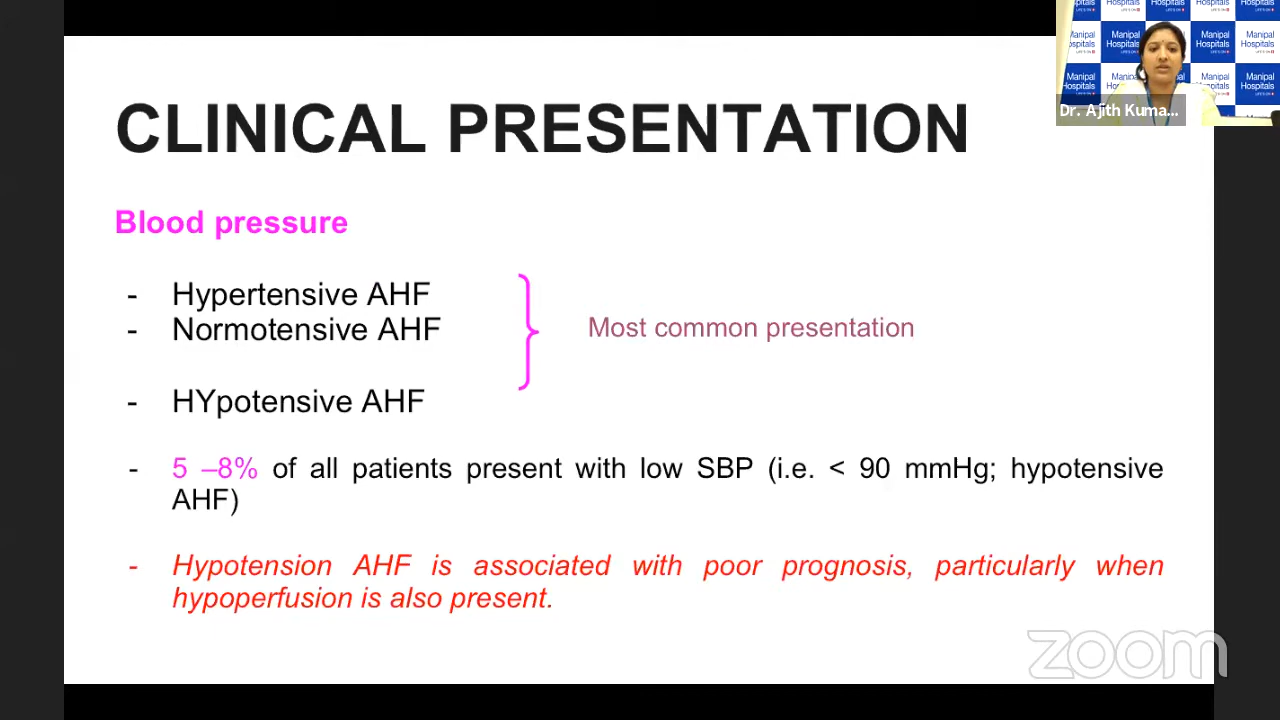 CLINICAL PRESENTATION
Blood pressure
- Hypertensive AHF
- Normotensive AHF
Most common presentation
- HYpotensive AHF
- 5 –8% of all patients present with low SBP (i.e. < 90 mmHg; hypotensive
AHF)
- Hypotension AHF is associated with poor prognosis, particularly when
hypoperfusion is also present.
Manipal
Hospitals
Dr. Ajith Kuma...
zoom